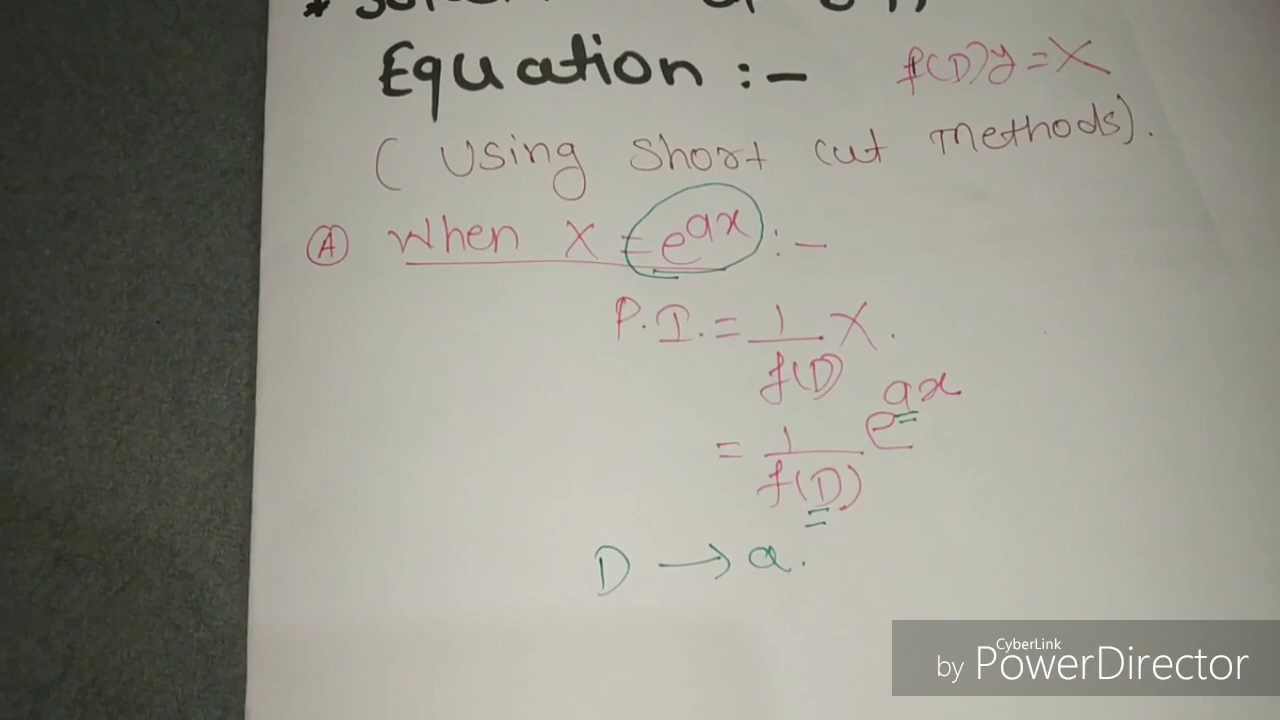 Equation :- f(D)y = X
( Using Short cut Methods).
Ⓐ When X = e^ax :-
P.I. = 1/f(D) X.
= 1/f(D) e^ax
D → a.
CyberLink
by PowerDirector